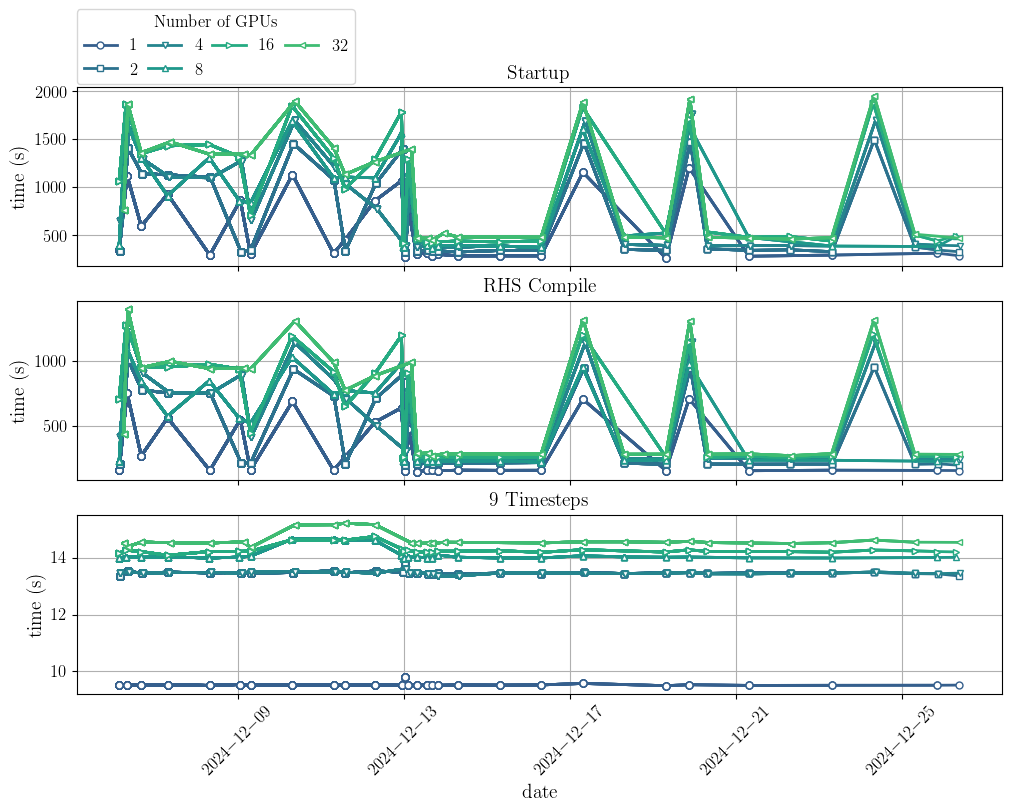 Number of GPUs
1 4 16 32
2 8
Startup
2000
1500
1000
500
time (s)
RHS Compile
1000
500
time (s)
9 Timesteps
14
12
10
time (s)
2024−12−09
2024−12−13
2024−12−17
2024−12−21
2024−12−25
date